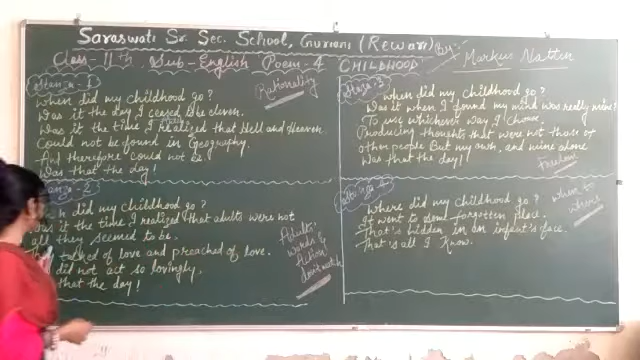 Saraswati Sr. Sec. School, Guriani (Rewari)
Class-11th Sub-English Poem-4 CHILDHOOD
By:- Markus Natten
Stanza-1
When did my childhood go?
Was it the day I ceased to be eleven,
Was it the time I realized that Hell and Heaven
Could not be found in Geography,
And therefore could not be,
Was that the day!
Rationality
Stanza-2
did my childhood go?
Was it the time I realized that adults were not
all they seemed to be,
They talked of love and preached of love,
did not act so lovingly,
that the day!
Adults
words &
Actions
don't match
Stanza-3
When did my childhood go?
Was it when I found my mind was really mine?
To use whichever way I choose,
Producing thoughts that were not those of
other people But my own, and mine alone
Was that the day!
Freedom
Where did my childhood go?
It went to some forgotten place,
That's hidden in an infant's face,
That's all I know.
When to
where